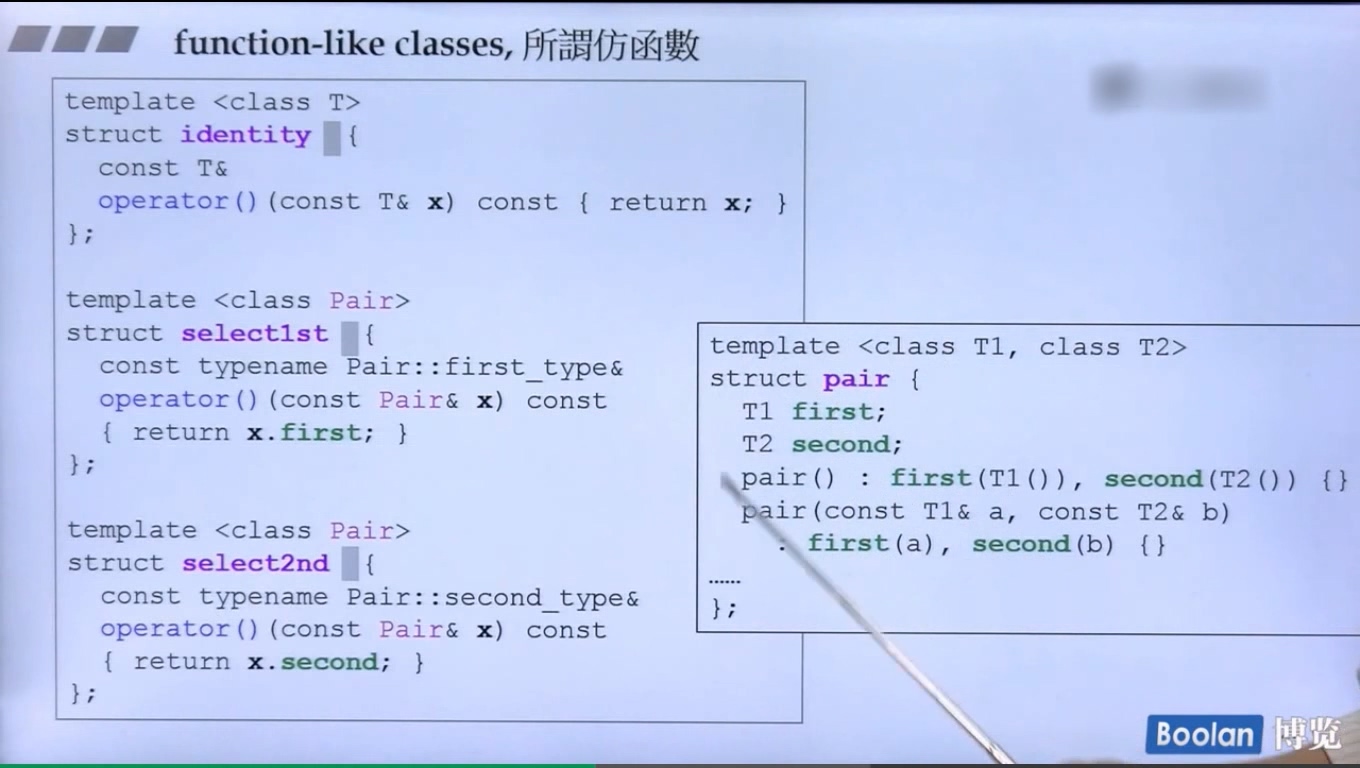 function-like classes, 所謂仿函數
template <class T>
struct identity {
const T&
operator()(const T& x) const { return x; }
};
template <class Pair>
struct select1st {
const typename Pair::first_type&
operator()(const Pair& x) const
{ return x.first; }
};
template <class Pair>
struct select2nd {
const typename Pair::second_type&
operator()(const Pair& x) const
{ return x.second; }
};
template <class T1, class T2>
struct pair {
T1 first;
T2 second;
pair() : first(T1()), second(T2()) {}
pair(const T1& a, const T2& b)
: first(a), second(b) {}
......
};
Boolan 博览